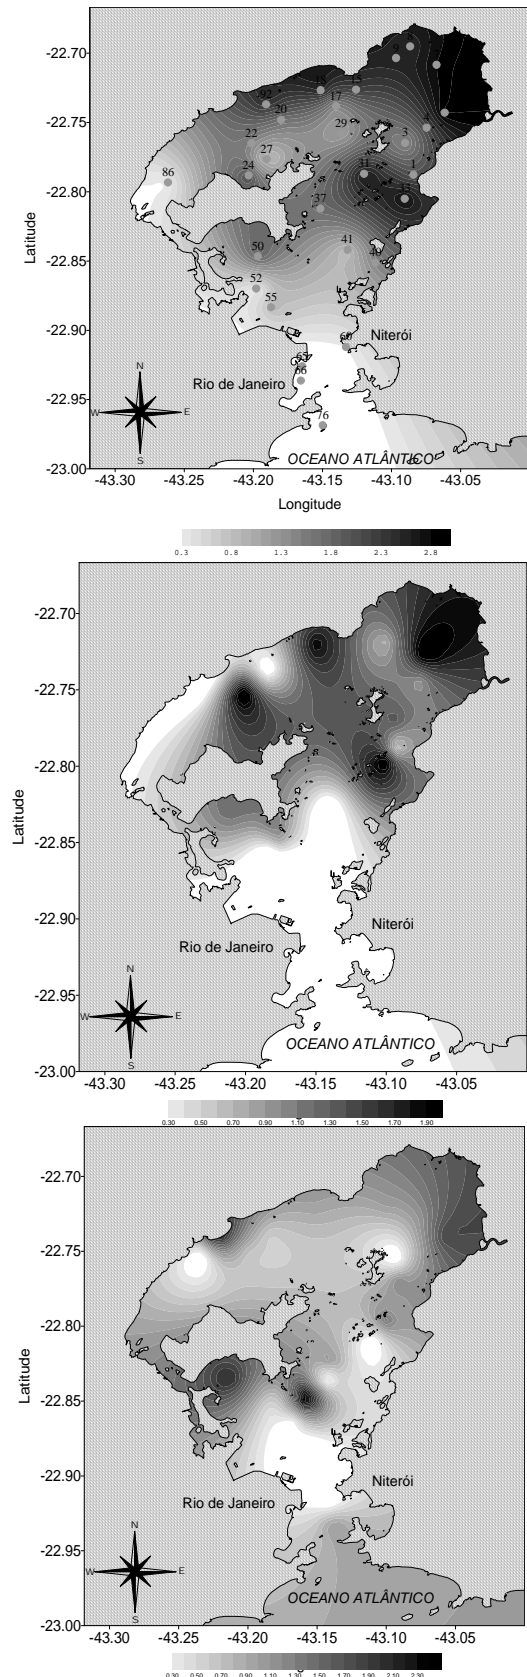 -22.70
-22.75
-22.80
-22.85
-22.90
-22.95
-23.00
Latitude
8
9
18
15
92
17
20
29
4
3
22
27
24
86
31
1
33
37
50
41
40
52
55
60
Niterói
65
Rio de Janeiro
66
76
N
W E
S
OCEANO ATLÂNTICO
-43.30 -43.25 -43.20 -43.15 -43.10 -43.05
Longitude
0.3 0.8 1.3 1.8 2.3 2.8
-22.70
-22.75
-22.80
-22.85
-22.90
-22.95
-23.00
Latitude
Niterói
Rio de Janeiro
N
W E
S
OCEANO ATLÂNTICO
-43.30 -43.25 -43.20 -43.15 -43.10 -43.05
0.30 0.50 0.70 0.90 1.10 1.30 1.50 1.70 1.90
-22.70
-22.75
-22.80
-22.85
-22.90
-22.95
-23.00
Latitude
Niterói
Rio de Janeiro
N
W E
S
OCEANO ATLÂNTICO
-43.30 -43.25 -43.20 -43.15 -43.10 -43.05
0.30 0.50 0.70 0.90 1.10 1.30 1.50 1.70 1.90 2.10 2.30